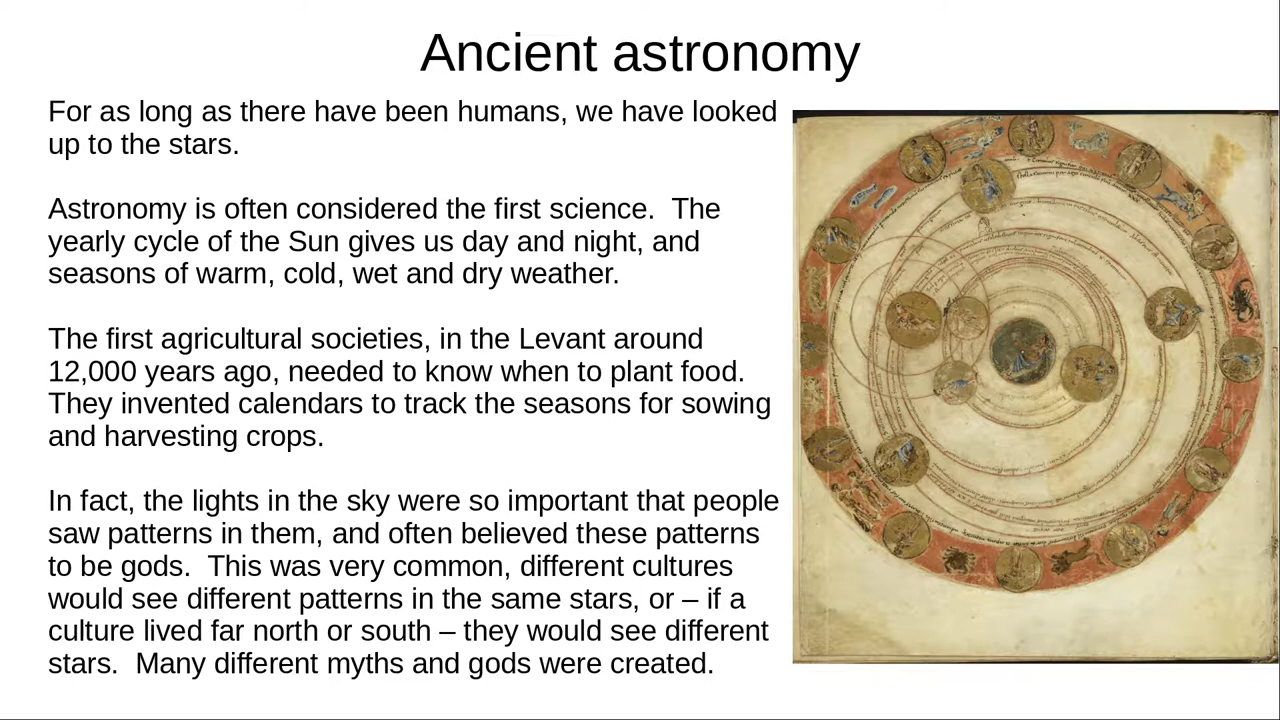 Ancient astronomy
For as long as there have been humans, we have looked
up to the stars.
Astronomy is often considered the first science.  The
yearly cycle of the Sun gives us day and night, and
seasons of warm, cold, wet and dry weather.
The first agricultural societies, in the Levant around
12,000 years ago, needed to know when to plant food.
They invented calendars to track the seasons for sowing
and harvesting crops.
In fact, the lights in the sky were so important that people
saw patterns in them, and often believed these patterns
to be gods.  This was very common, different cultures
would see different patterns in the same stars, or – if a
culture lived far north or south – they would see different
stars.  Many different myths and gods were created.